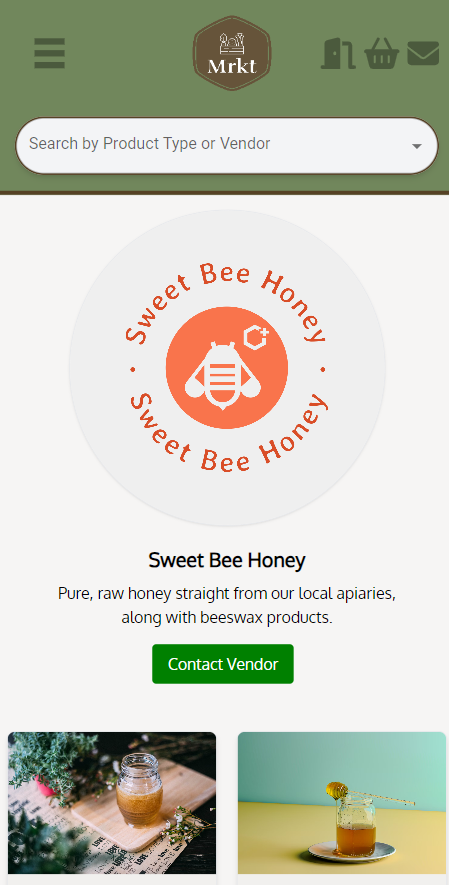 Mrkt
Search by Product Type or Vendor
Sweet Bee Honey
Sweet Bee Honey
Sweet Bee Honey
Pure, raw honey straight from our local apiaries,
along with beeswax products.
Contact Vendor